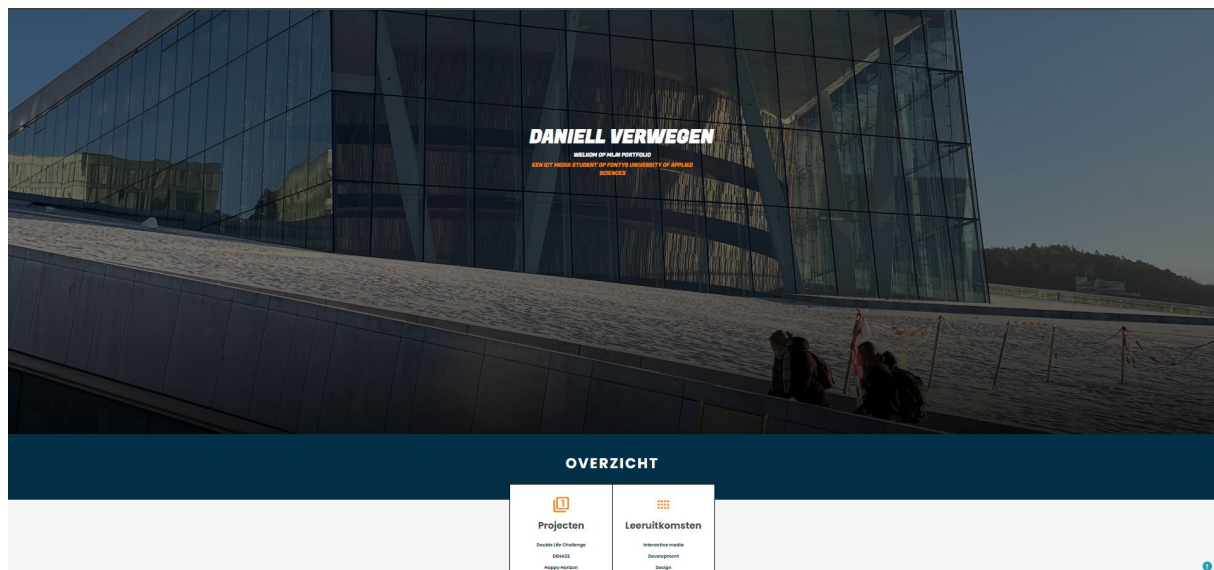 DANIELL VERWEGEN
WELKOM OP MIJN PORTFOLIO
EEN ICT MEDIA STUDENT OP FONTYS UNIVERSITY OF APPLIED
SCIENCES
OVERZICHT
1
Projecten
Leeruitkomsten
Double Life Challenge
Interactive media
DEHAZE
Development
Happy Horizon
Design